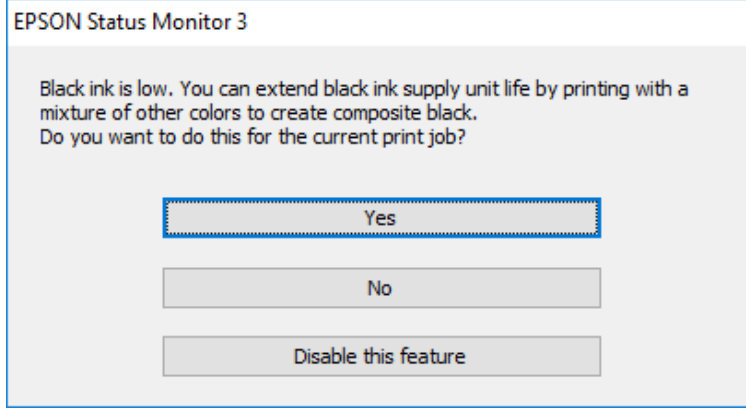 EPSON Status Monitor 3
Black ink is low. You can extend black ink supply unit life by printing with a
mixture of other colors to create composite black.
Do you want to do this for the current print job?
Yes
No
Disable this feature